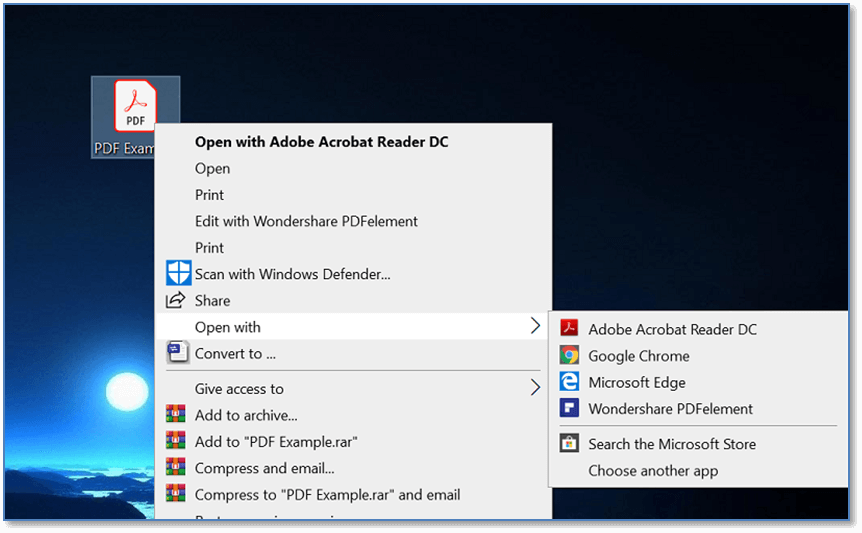 PDF
PDF Exam
Open with Adobe Acrobat Reader DC
Open
Print
Edit with Wondershare PDFelement
Print
Scan with Windows Defender...
Share
Open with
Convert to ...
Give access to
Add to archive...
Add to "PDF Example.rar"
Compress and email...
Compress to "PDF Example.rar" and email
Adobe Acrobat Reader DC
Google Chrome
Microsoft Edge
Wondershare PDFelement
Search the Microsoft Store
Choose another app